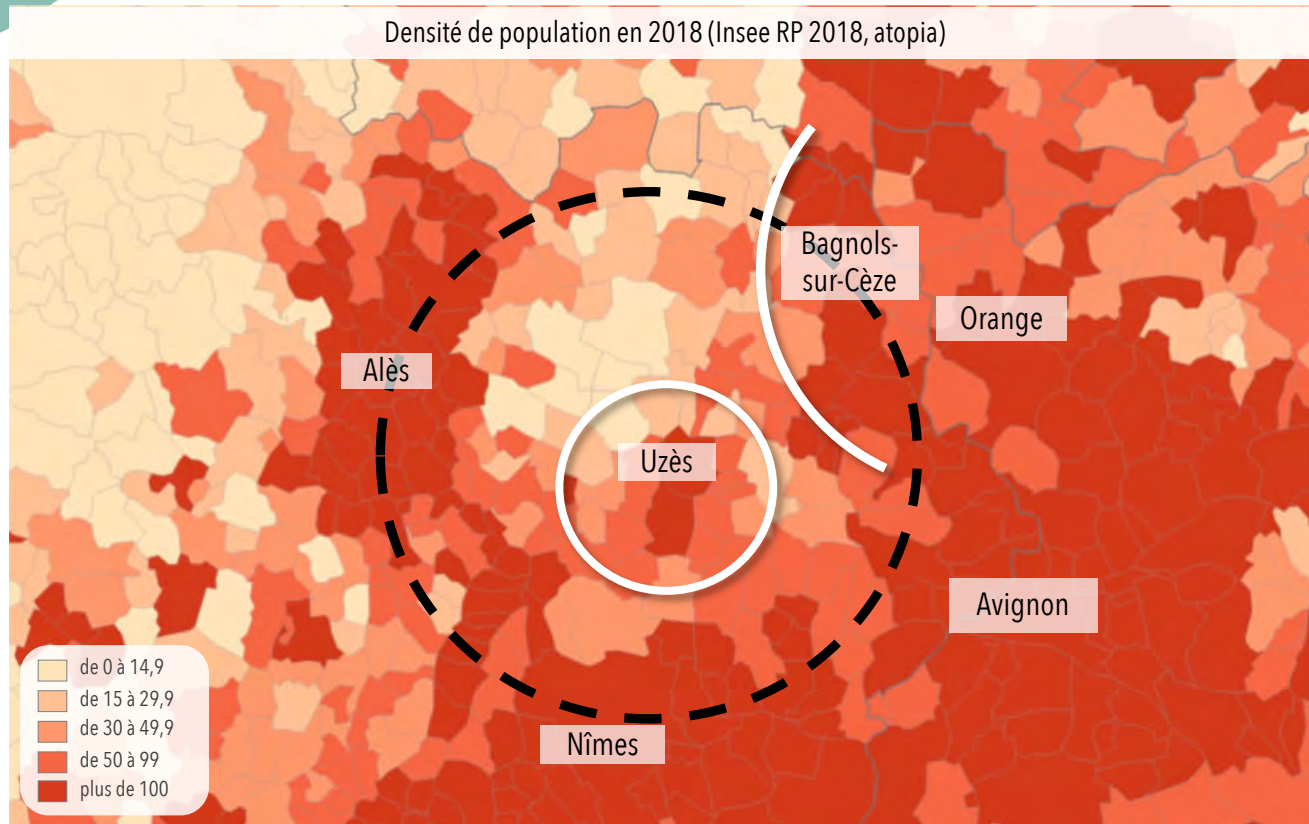 Densité de population en 2018 (Insee RP 2018, atopia)
Bagnols-
sur-Cèze
Orange
Alès
Uzès
Avignon
Nîmes
de 0 à 14,9
de 15 à 29,9
de 30 à 49,9
de 50 à 99
plus de 100